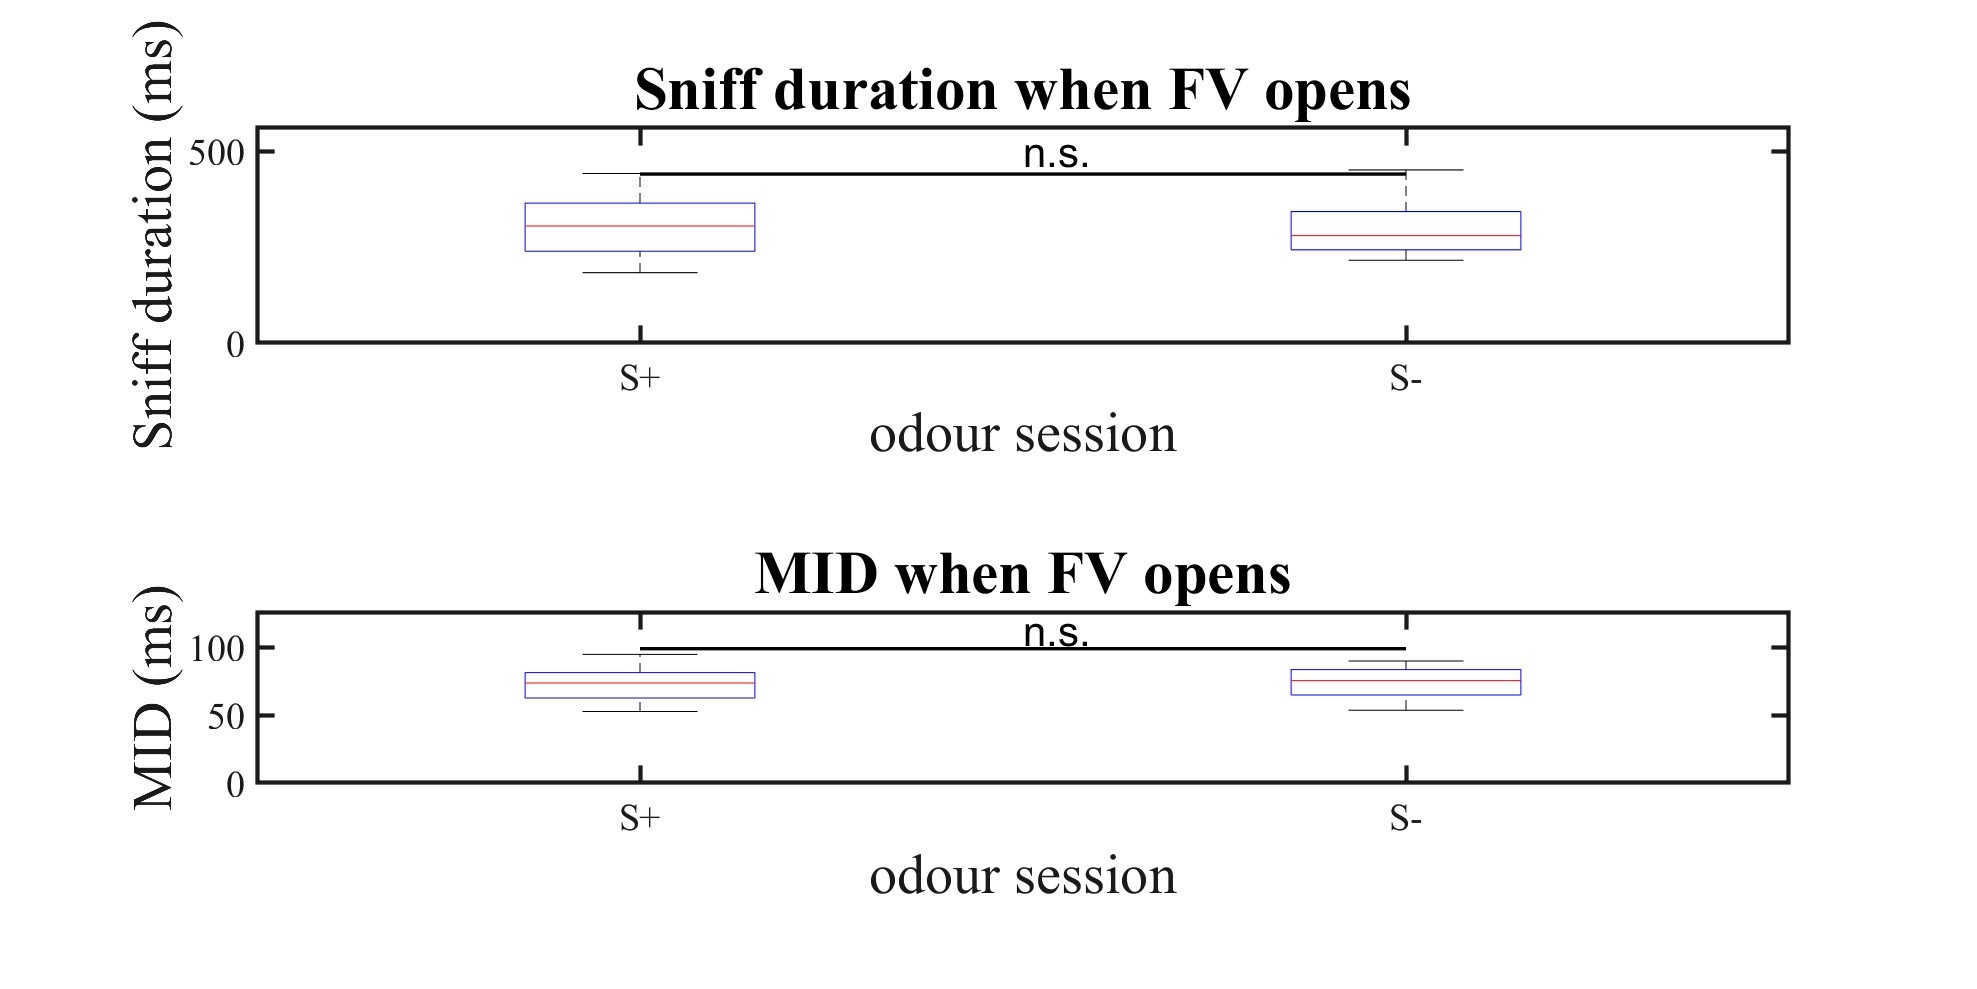 Sniff duration when FV opens
Sniff duration (ms)
500
n.s.
0
S+ S-
odour session
MID when FV opens
MID (ms)
100
n.s.
50
0
S+ S-
odour session